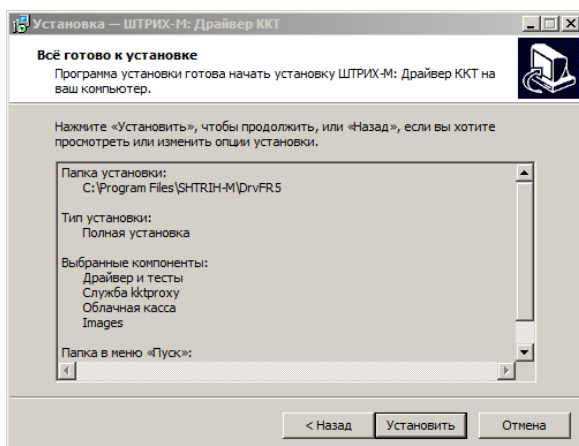 Установка — ШТРИХ-М: Драйвер ККТ
Всё готово к установке
Программа установки готова начать установку ШТРИХ-М: Драйвер ККТ на
ваш компьютер.
Нажмите «Установить», чтобы продолжить, или «Назад», если вы хотите
просмотреть или изменить опции установки.
Папка установки:
C:\Program Files\SHTRIH-M\DrvFR5
Тип установки:
Полная установка
Выбранные компоненты:
Драйвер и тесты
Служба kktproxy
Облачная касса
Images
Папка в меню «Пуск»:
< Назад
Установить
Отмена